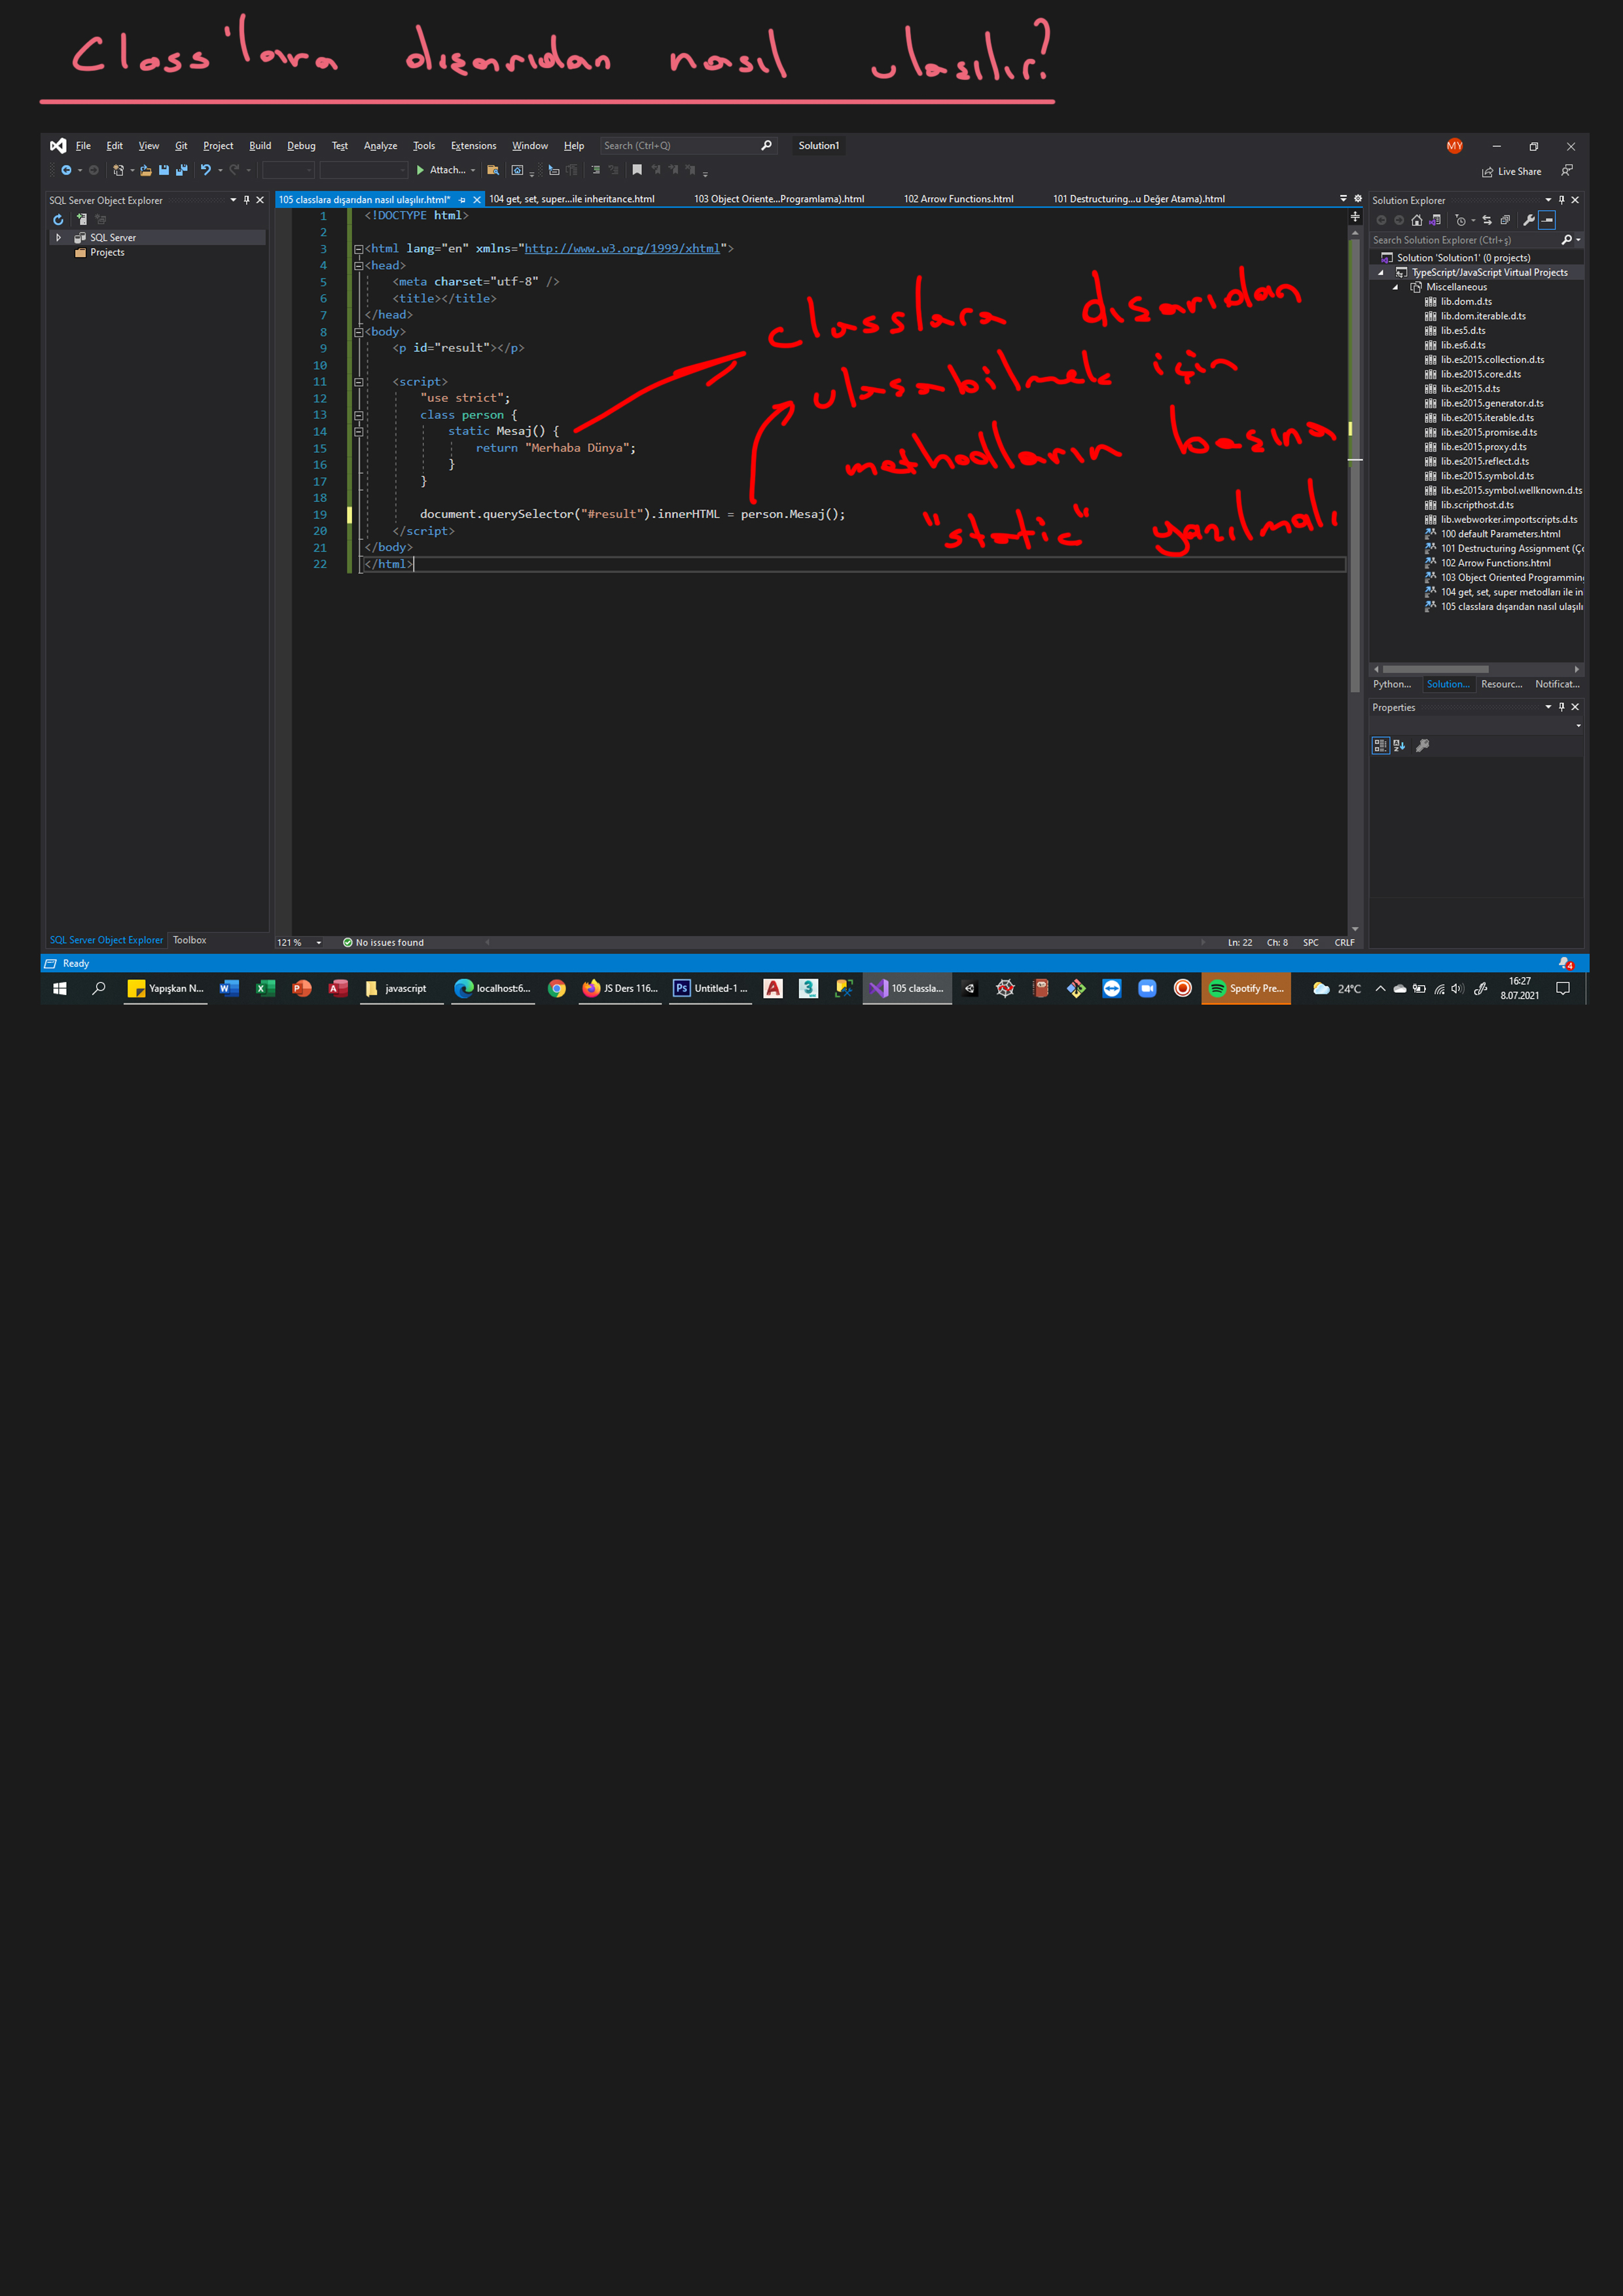 Class'lara dışarıdan nasıl ulaşılır?
File Edit View Git Project Build Debug Test Analyze Tools Extensions Window Help Search (Ctrl+Q) Solution1 MY
Attach... Live Share
SQL Server Object Explorer
SQL Server
Projects
105 classlara dışarıdan nasıl ulaşılır.html* 104 get, set, super...ile inheritance.html 103 Object Oriente...Programlama).html 102 Arrow Functions.html 101 Destructuring...u Değer Atama).html
1 <!DOCTYPE html>
2
3 <html lang="en" xmlns="http://www.w3.org/1999/xhtml">
4 <head>
5 <meta charset="utf-8" />
6 <title></title>
7 </head>
8 <body>
9 <p id="result"></p>
10
11 <script>
12 "use strict";
13 class person {
14 static Mesaj() {
15 return "Merhaba Dünya";
16 }
17 }
18
19 document.querySelector("#result").innerHTML = person.Mesaj();
20 </script>
21 </body>
22 </html>
classlara dışarıdan
ulaşabilmek için
methodların başına
"static" yazılmalı
Solution Explorer
Search Solution Explorer (Ctrl+ş)
Solution 'Solution1' (0 projects)
TypeScript/JavaScript Virtual Projects
Miscellaneous
lib.dom.d.ts
lib.dom.iterable.d.ts
lib.es5.d.ts
lib.es6.d.ts
lib.es2015.collection.d.ts
lib.es2015.core.d.ts
lib.es2015.d.ts
lib.es2015.generator.d.ts
lib.es2015.iterable.d.ts
lib.es2015.promise.d.ts
lib.es2015.proxy.d.ts
lib.es2015.reflect.d.ts
lib.es2015.symbol.d.ts
lib.es2015.symbol.wellknown.d.ts
lib.scripthost.d.ts
lib.webworker.importscripts.d.ts
100 default Parameters.html
101 Destructuring Assignment (Ço
102 Arrow Functions.html
103 Object Oriented Programming
104 get, set, super metodları ile in
105 classlara dışarıdan nasıl ulaşılır
Python... Solution... Resourc... Notificat...
Properties
SQL Server Object Explorer Toolbox
121 % No issues found Ln: 22 Ch: 8 SPC CRLF
Ready 4
Yapışkan N... javascript localhost:6... JS Ders 116... Untitled-1 ... 105 classla... Spotify Pre... 24°C 16:27
8.07.2021